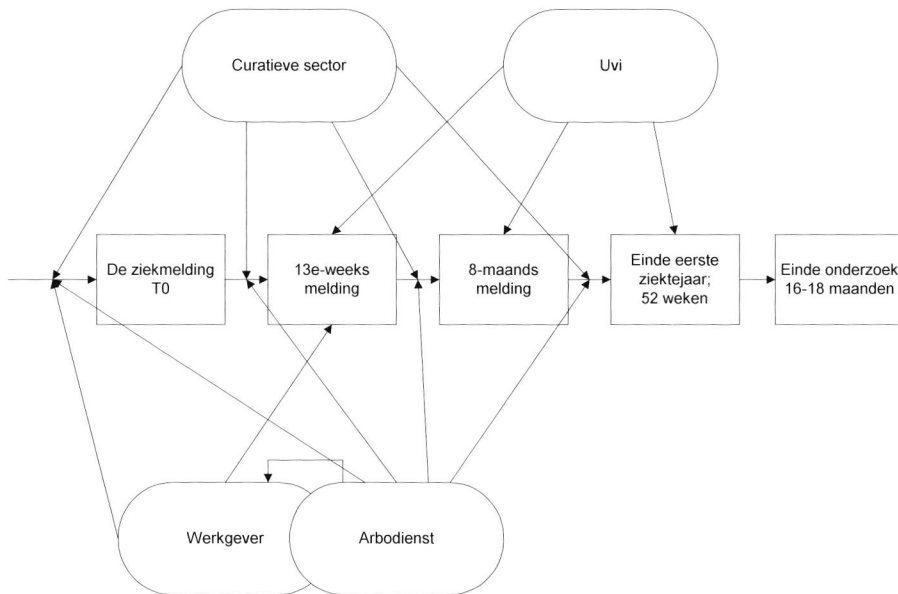 Curatieve sector
Uvi
De ziekmelding
T0
13e-weeks
melding
8-maands
melding
Einde eerste
ziektejaar;
52 weken
Einde onderzoek
16-18 maanden
Werkgever
Arbodienst